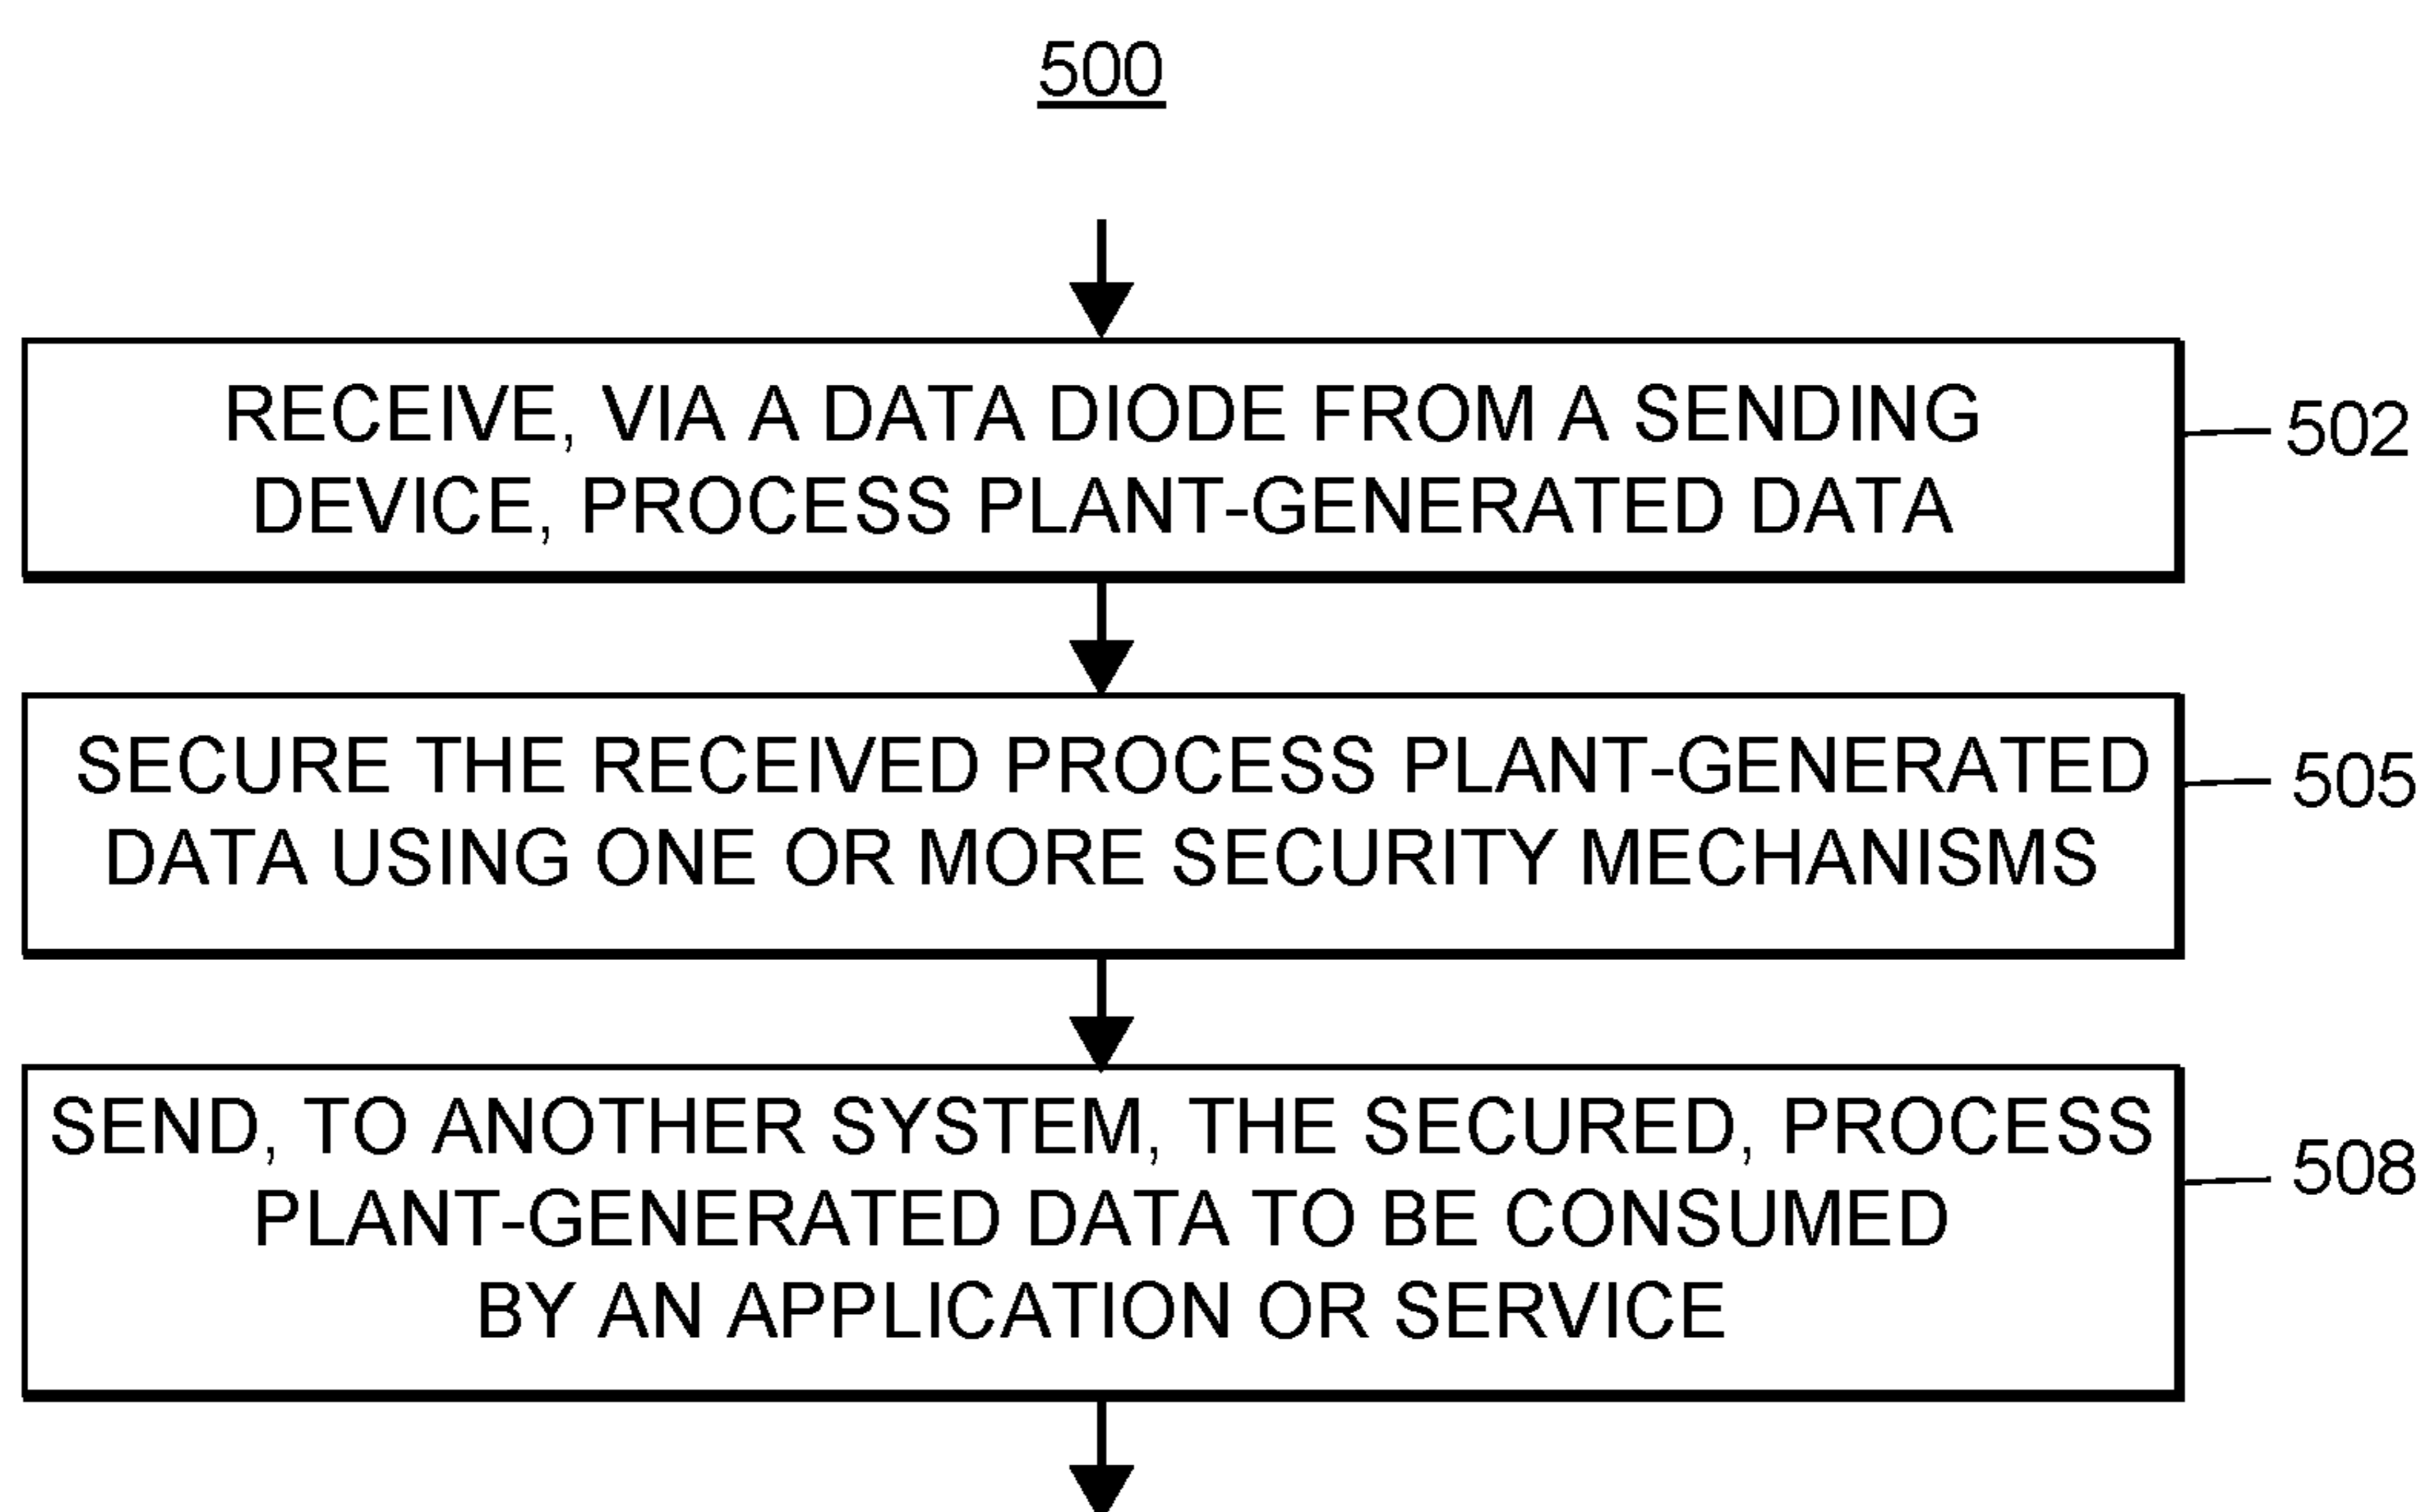 500
RECEIVE, VIA A DATA DIODE FROM A SENDING
DEVICE, PROCESS PLANT-GENERATED DATA
502
SECURE THE RECEIVED PROCESS PLANT-GENERATED
DATA USING ONE OR MORE SECURITY MECHANISMS
505
SEND, TO ANOTHER SYSTEM, THE SECURED, PROCESS
PLANT-GENERATED DATA TO BE CONSUMED
BY AN APPLICATION OR SERVICE
508